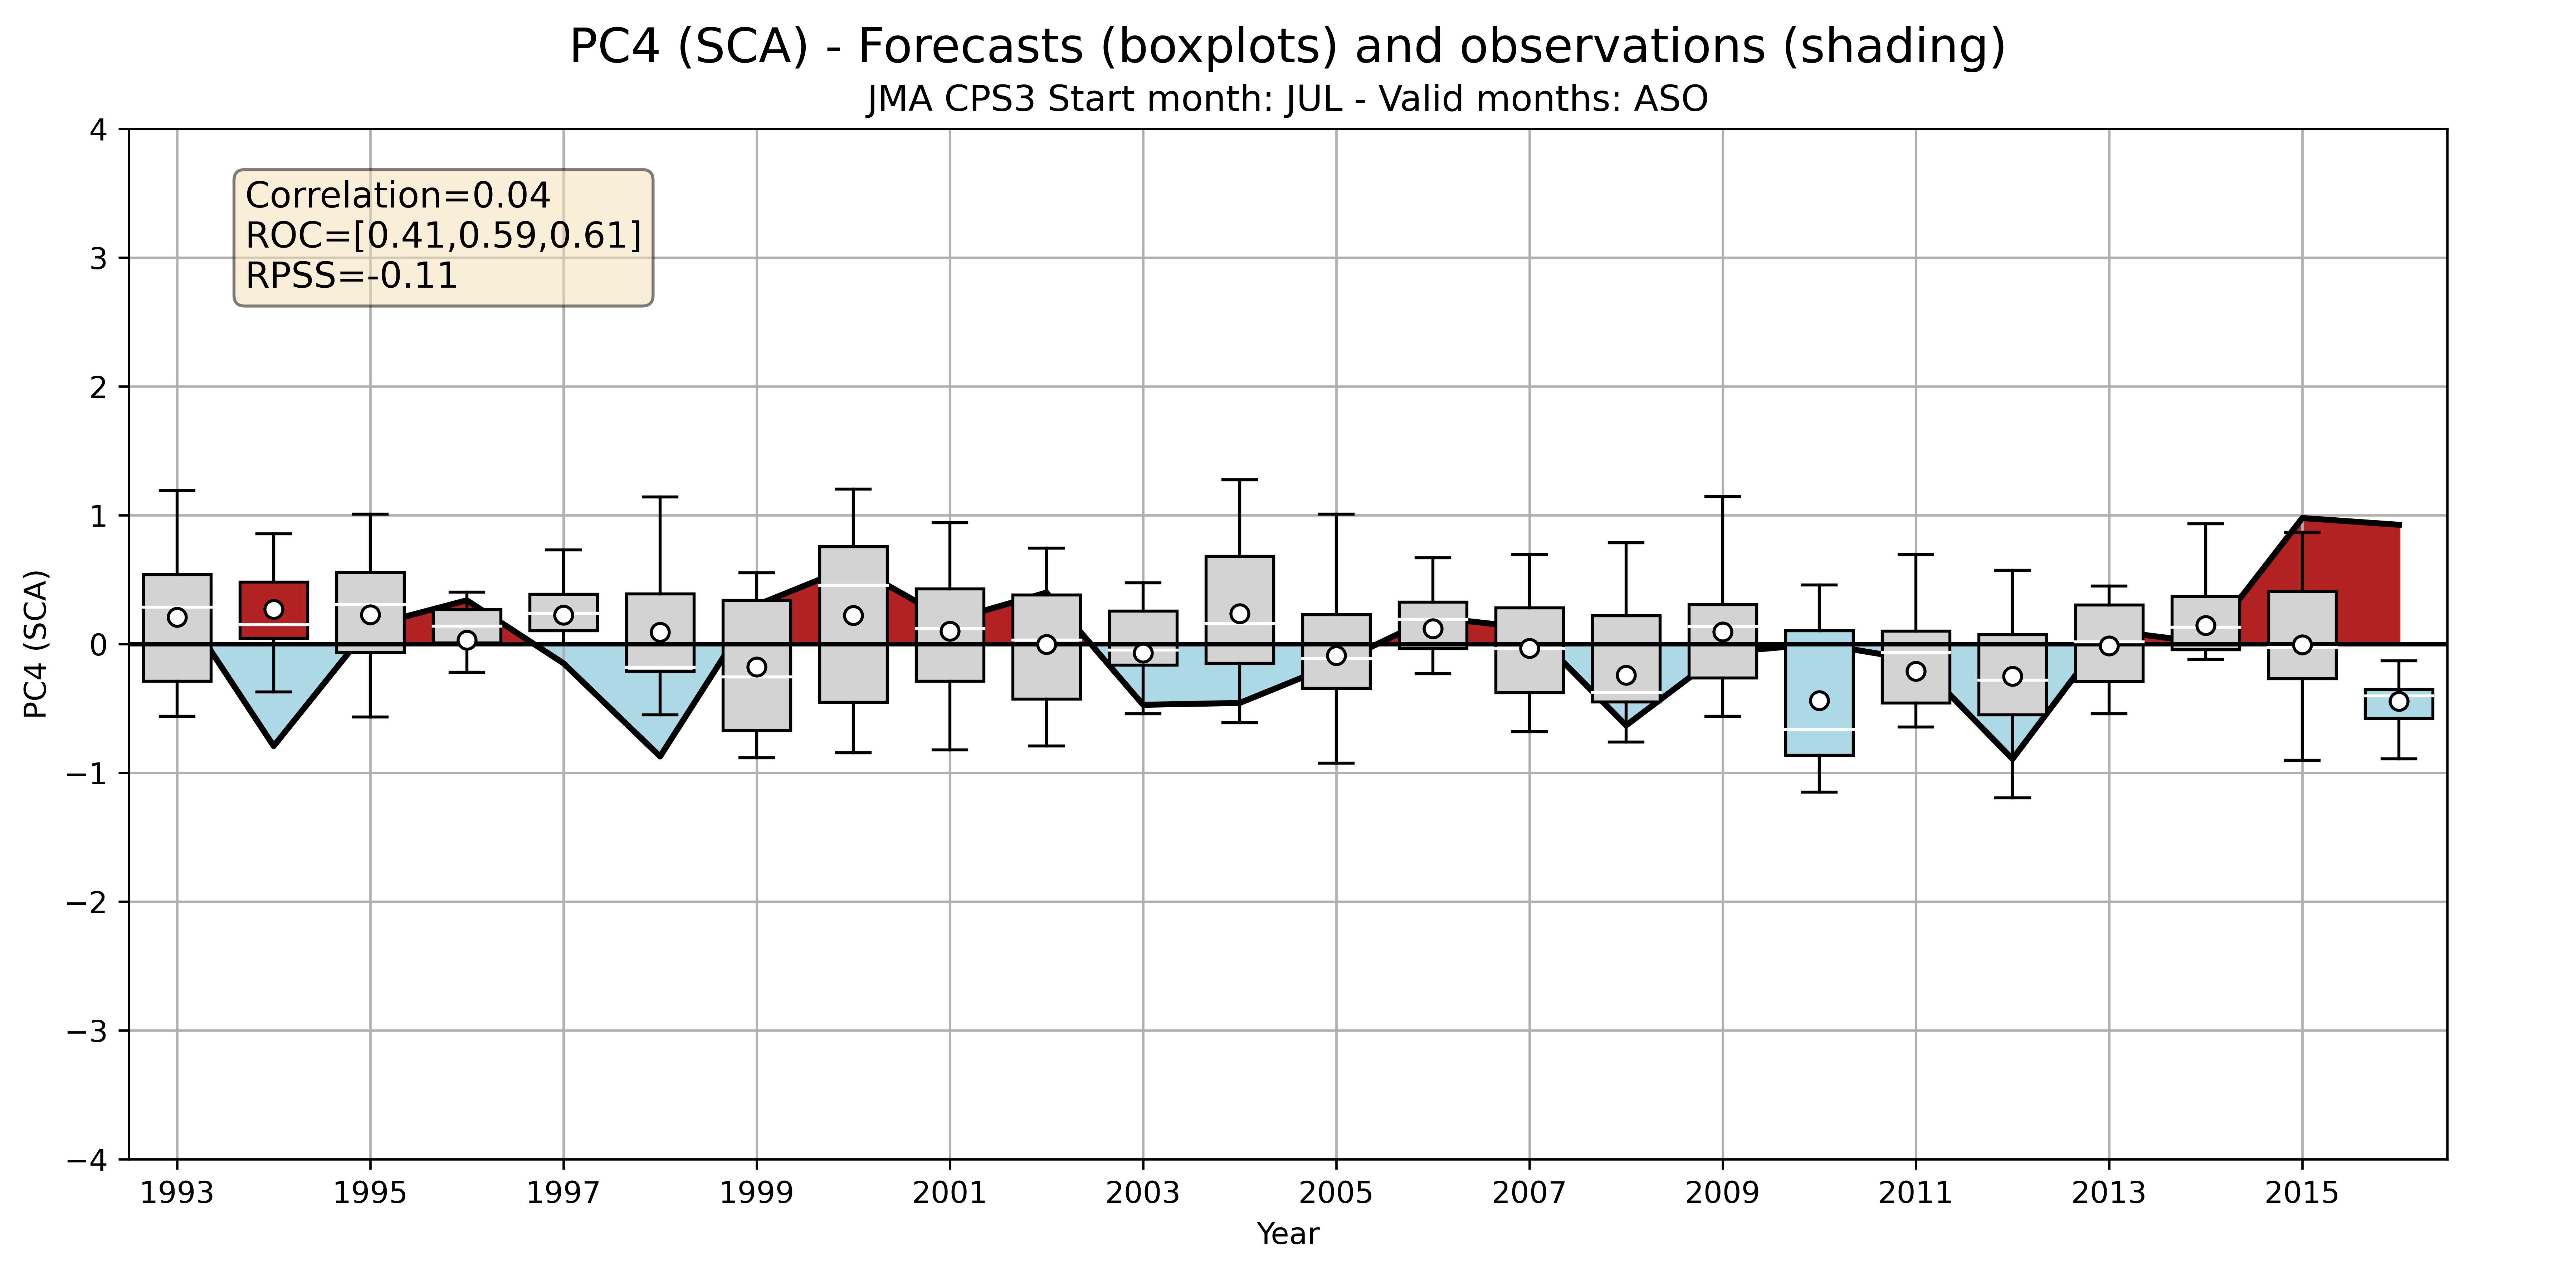 PC4 (SCA) - Forecasts (boxplots) and observations (shading)
JMA CPS3 Start month: JUL - Valid months: ASO
Correlation=0.04
ROC=[0.41,0.59,0.61]
RPSS=-0.11
PC4 (SCA)
4
3
2
1
0
−1
−2
−3
−4
1993 1995 1997 1999 2001 2003 2005 2007 2009 2011 2013 2015
Year